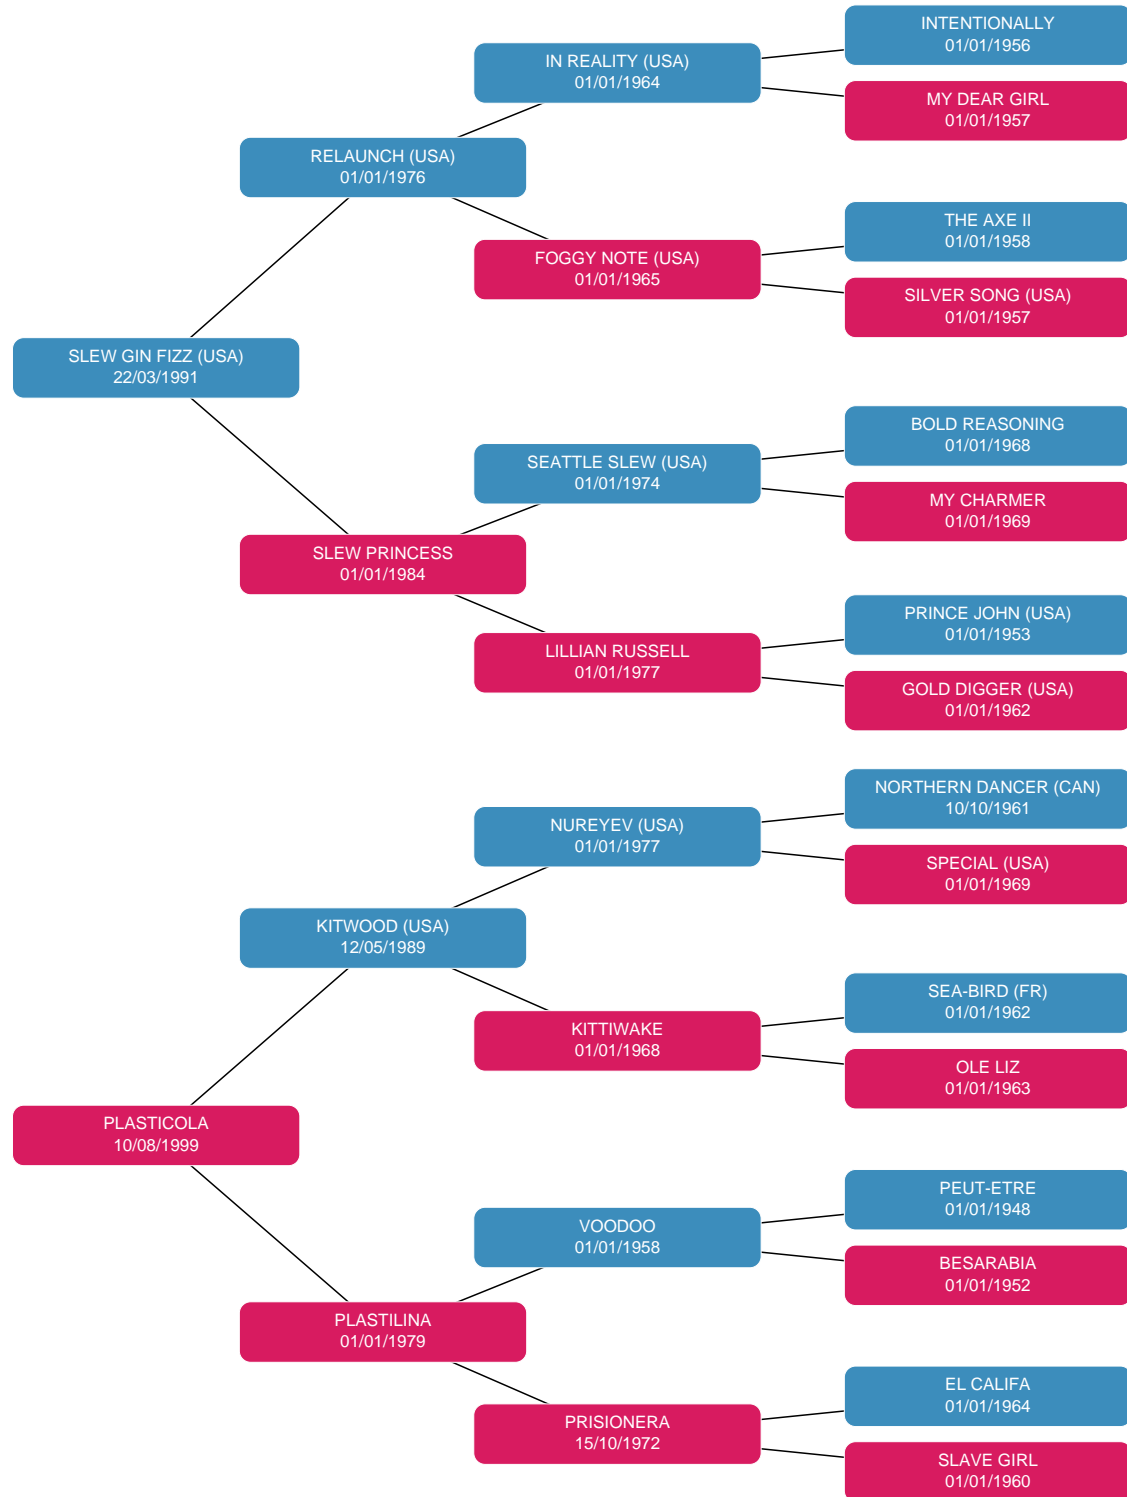 INTENTIONALLY
01/01/1956
IN REALITY (USA)
01/01/1964
MY DEAR GIRL
01/01/1957
RELAUNCH (USA)
01/01/1976
THE AXE II
01/01/1958
FOGGY NOTE (USA)
01/01/1965
SILVER SONG (USA)
01/01/1957
SLEW GIN FIZZ (USA)
22/03/1991
BOLD REASONING
01/01/1968
SEATTLE SLEW (USA)
01/01/1974
MY CHARMER
01/01/1969
SLEW PRINCESS
01/01/1984
PRINCE JOHN (USA)
01/01/1953
LILLIAN RUSSELL
01/01/1977
GOLD DIGGER (USA)
01/01/1962
NORTHERN DANCER (CAN)
10/10/1961
NUREYEV (USA)
01/01/1977
SPECIAL (USA)
01/01/1969
KITWOOD (USA)
12/05/1989
SEA-BIRD (FR)
01/01/1962
KITTIWAKE
01/01/1968
OLE LIZ
01/01/1963
PLASTICOLA
10/08/1999
PEUT-ETRE
01/01/1948
VOODOO
01/01/1958
BESARABIA
01/01/1952
PLASTILINA
01/01/1979
EL CALIFA
01/01/1964
PRISIONERA
15/10/1972
SLAVE GIRL
01/01/1960